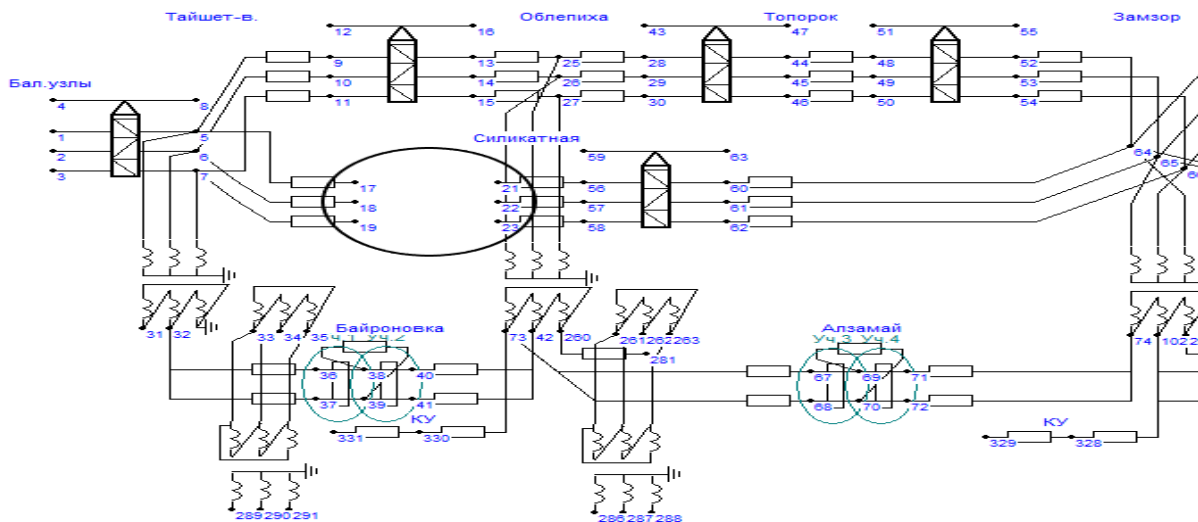 Тайшет-в. Облепиха Топорок Замзор
12 16 43 47 51 55
9 13 25 28 44 48 52
Бал.узлы
10 14 26 29 45 49 53
4 8 11 15 27 30 46 50 54
1 5 Силикатная
2 6 59 63 64
3 7 17 21 56 60 65
18 22 57 61
19 23 58 62
31 32 33 34 35 Байроновка 73 42 260 261 262 263 Алзамай 74
Уч.2 281 Уч.3 Уч.4
36 38 40 67 69 71
37 39 41 68 70 72
КУ КУ
331 330 329 328
289 290 291 286 287 288